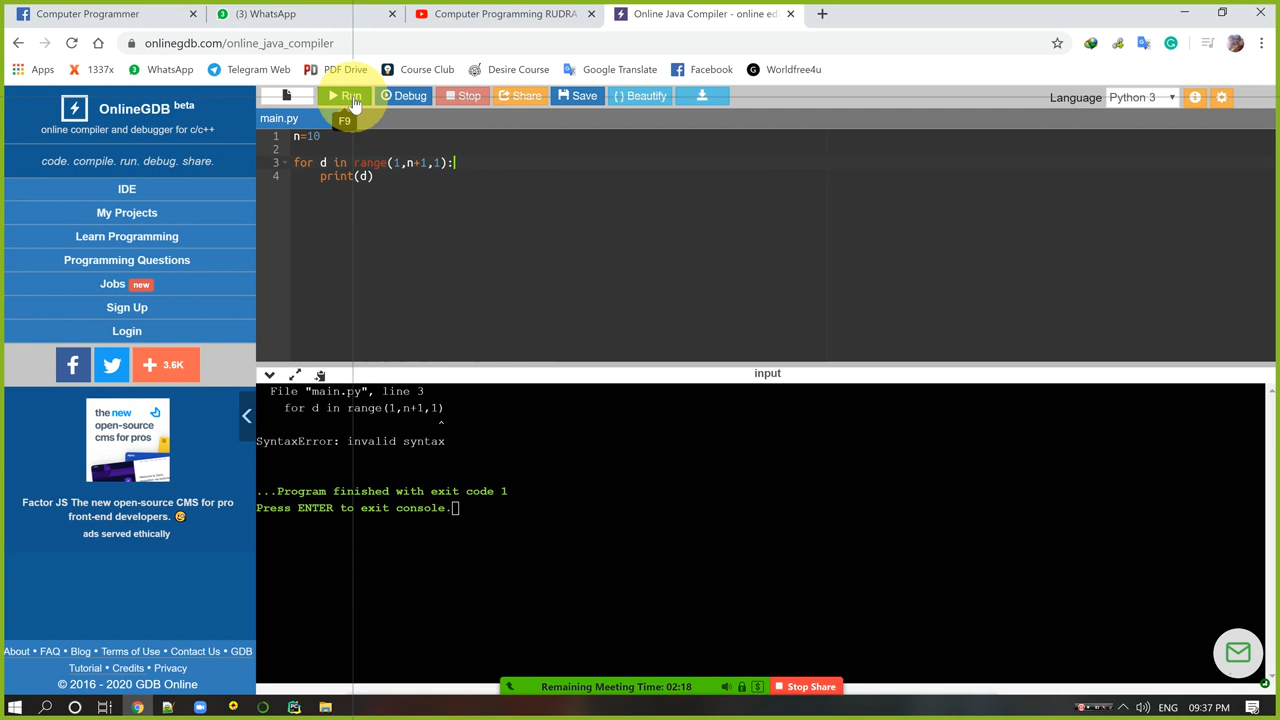 Computer Programmer
(3) WhatsApp
Computer Programming RUDRA
Online Java Compiler - online ed
onlinegdb.com/online_java_compiler
Apps
1337x
WhatsApp
Telegram Web
PD PDF Drive
Course Club
Desire Course
Google Translate
Facebook
Worldfree4u
OnlineGDB beta
online compiler and debugger for c/c++
code. compile. run. debug. share.
IDE
My Projects
Learn Programming
Programming Questions
Jobs new
Sign Up
Login
3.6K
the new
open-source
cms for pros
Factor JS The new open-source CMS for pro
front-end developers.
ads served ethically
About • FAQ • Blog • Terms of Use • Contact Us • GDB
Tutorial • Credits • Privacy
© 2016 - 2020 GDB Online
Run
Debug
Stop
Share
Save
{ } Beautify
Language Python 3
F9
main.py
1 n=10
2
3 for d in range(1,n+1,1):
4 print(d)
input
File "main.py", line 3
for d in range(1,n+1,1)
^
SyntaxError: invalid syntax
...Program finished with exit code 1
Press ENTER to exit console.
Remaining Meeting Time: 02:18
Stop Share
09:37 PM